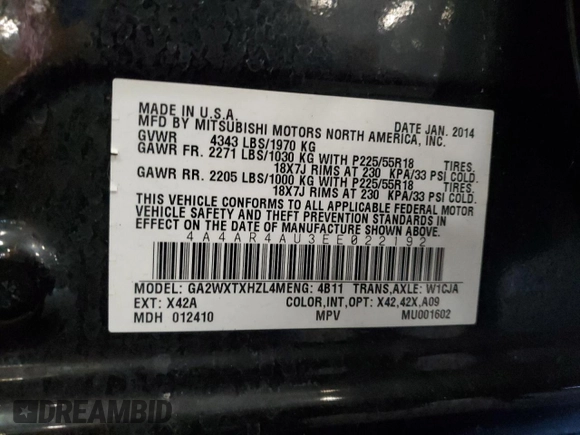 MADE IN U.S.A. DATE JAN. 2014
MFD BY MITSUBISHI MOTORS NORTH AMERICA, INC.
GVWR 4343 LBS/1970 KG
GAWR FR. 2271 LBS/1030 KG WITH P225/55R18 TIRES.
18X7J RIMS AT 230 KPA/33 PSI COLD.
GAWR RR. 2205 LBS/1000 KG WITH P225/55R18 TIRES.
18X7J RIMS AT 230 KPA/33 PSI COLD.
THIS VEHICLE CONFORMS TO ALL APPLICABLE FEDERAL MOTOR
VEHICLE SAFETY AND THEFT PREVENTION STANDARDS IN
EFFECT ON THE DATE OF MANUFACTURE SHOWN ABOVE.
4A4AR4AU3EE022192
MODEL: GA2WXTXHZL4MENG: 4B11 TRANS,AXLE: W1CJA
EXT: X42A COLOR,INT,OPT: X42,42X,A09
MDH 012410 MPV MU001602
DREAMBID